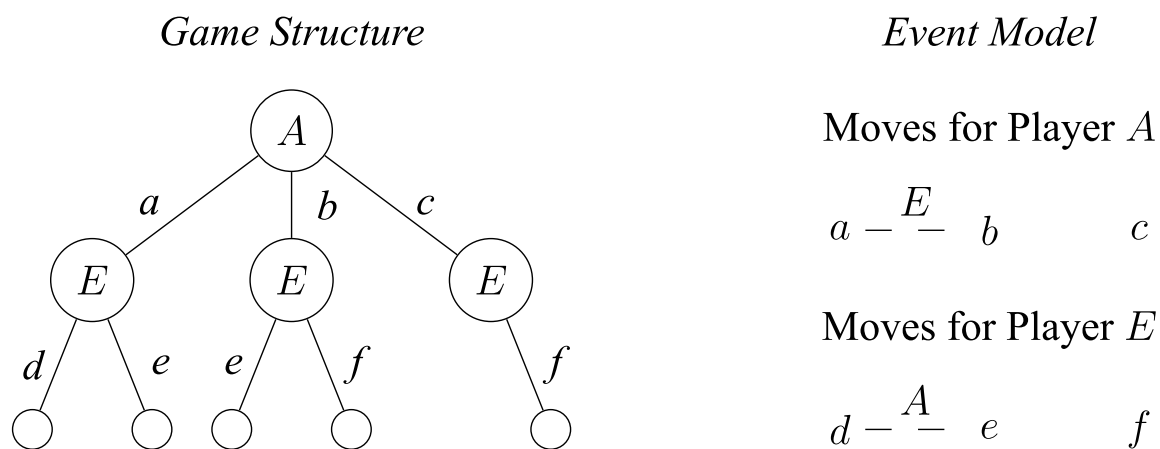 Game Structure
Event Model
A
Moves for Player A
a
b
c
E
a – – b
c
E
E
E
Moves for Player E
d
e
e
f
f
A
d – – e
f